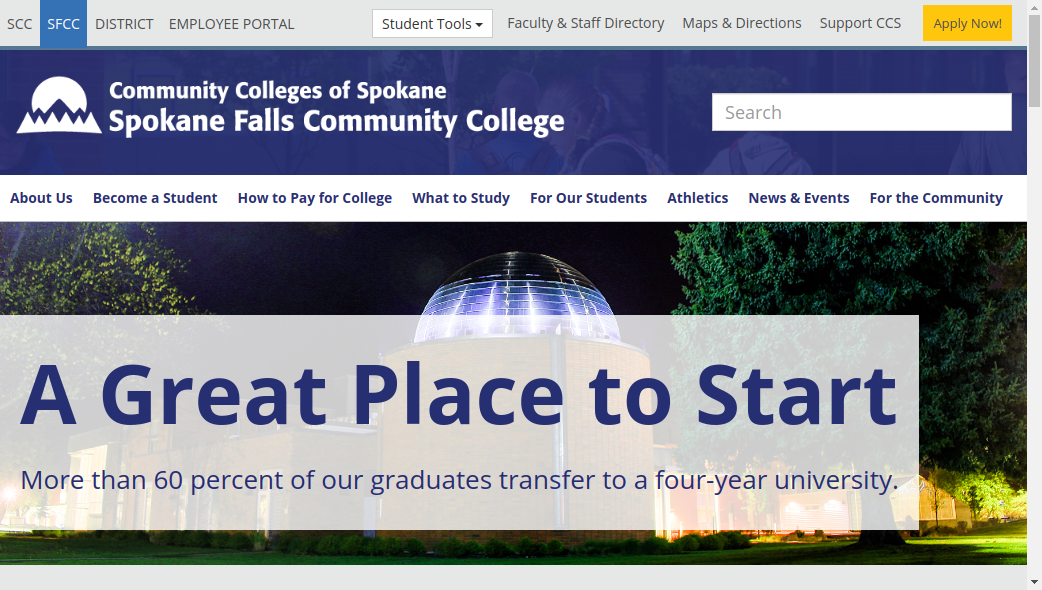 SCC SFCC DISTRICT EMPLOYEE PORTAL Student Tools Faculty & Staff Directory Maps & Directions Support CCS Apply Now!
Community Colleges of Spokane
Spokane Falls Community College
Search
About Us Become a Student How to Pay for College What to Study For Our Students Athletics News & Events For the Community
A Great Place to Start
More than 60 percent of our graduates transfer to a four-year university.